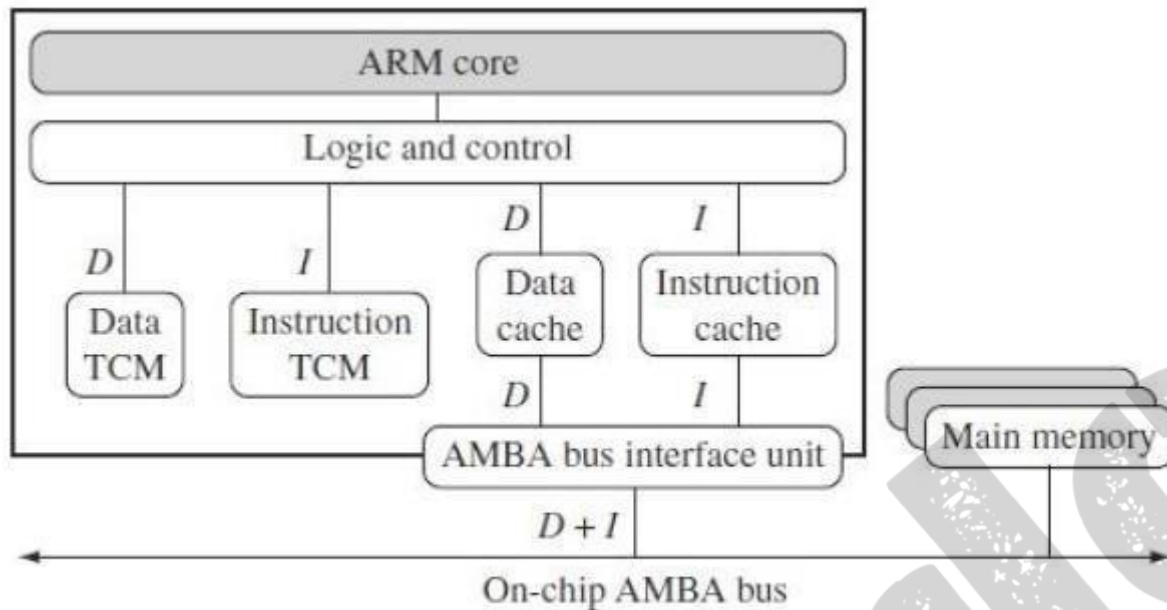 ARM core
Logic and control
D
I
D
I
Data
TCM
Instruction
TCM
Data
cache
Instruction
cache
D
I
AMBA bus interface unit
Main memory
D + I
On-chip AMBA bus